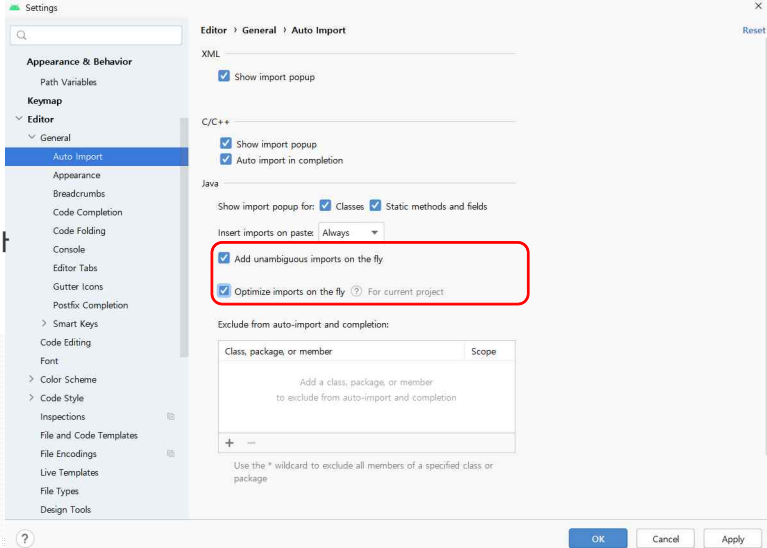 Settings
Editor › General › Auto Import
Reset
Appearance & Behavior
Path Variables
Keymap
Editor
General
Auto Import
Appearance
Breadcrumbs
Code Completion
Code Folding
Console
Editor Tabs
Gutter Icons
Postfix Completion
Smart Keys
Code Editing
Font
Color Scheme
Code Style
Inspections
File and Code Templates
File Encodings
Live Templates
File Types
Design Tools
XML
Show import popup
C/C++
Show import popup
Auto import in completion
Java
Show import popup for: Classes Static methods and fields
Insert imports on paste: Always
Add unambiguous imports on the fly
Optimize imports on the fly ? For current project
Exclude from auto-import and completion:
Class, package, or member Scope
Add a class, package, or member
to exclude from auto-import and completion
+ −
Use the * wildcard to exclude all members of a specified class or
package
? OK Cancel Apply